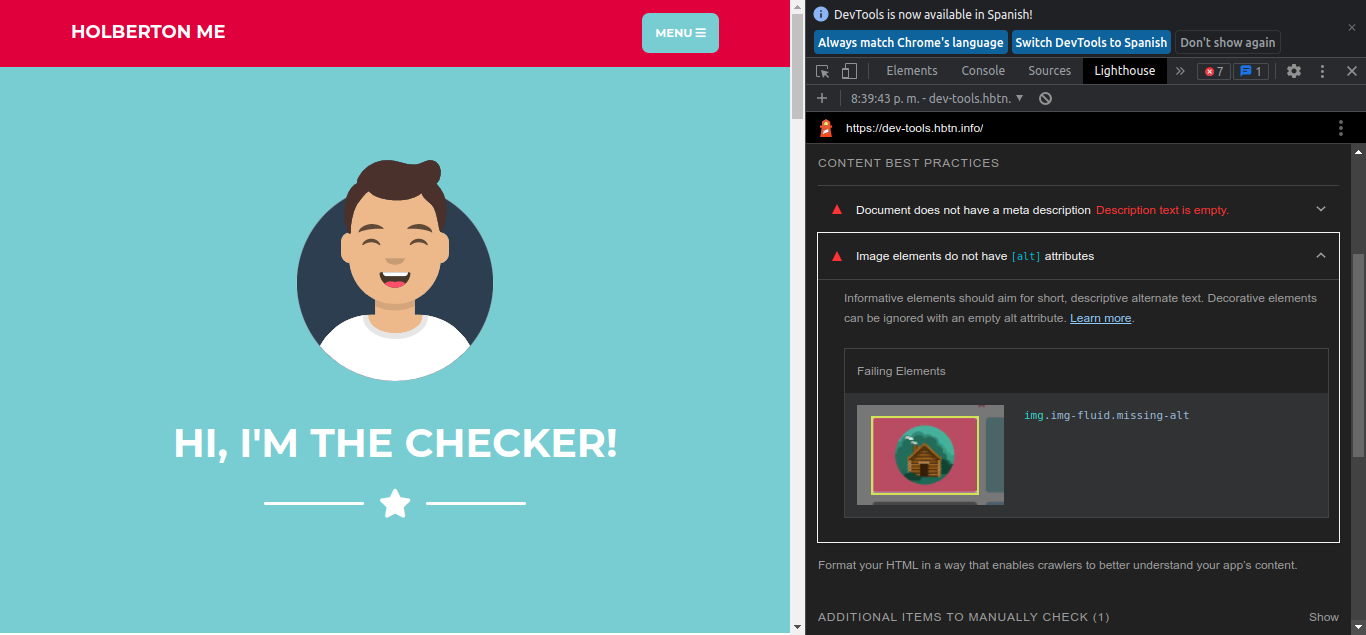 HOLBERTON ME
MENU
HI, I'M THE CHECKER!
DevTools is now available in Spanish!
Always match Chrome's language Switch DevTools to Spanish Don't show again
Elements Console Sources Lighthouse 7 1
8:39:43 p. m. - dev-tools.hbtn.
https://dev-tools.hbtn.info/
CONTENT BEST PRACTICES
Document does not have a meta description Description text is empty.
Image elements do not have [alt] attributes
Informative elements should aim for short, descriptive alternate text. Decorative elements
can be ignored with an empty alt attribute. Learn more.
Failing Elements
img.img-fluid.missing-alt
Format your HTML in a way that enables crawlers to better understand your app's content.
ADDITIONAL ITEMS TO MANUALLY CHECK (1) Show